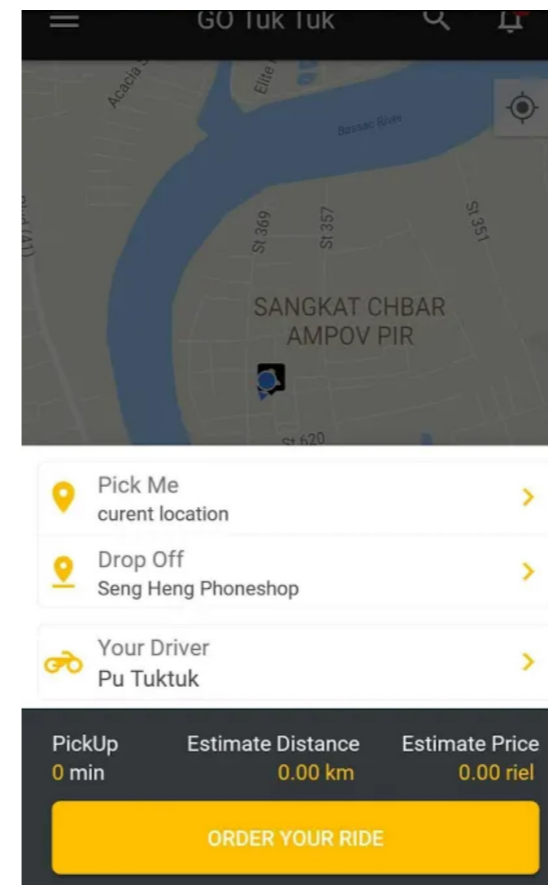 GO Tuk Tuk
Acacia
Elite
Bassac River
St 369
St 357
St 351
(A1)
SANGKAT CHBAR
AMPOV PIR
St 620
Pick Me
curent location
Drop Off
Seng Heng Phoneshop
Your Driver
Pu Tuktuk
PickUp Estimate Distance Estimate Price
0 min 0.00 km 0.00 riel
ORDER YOUR RIDE